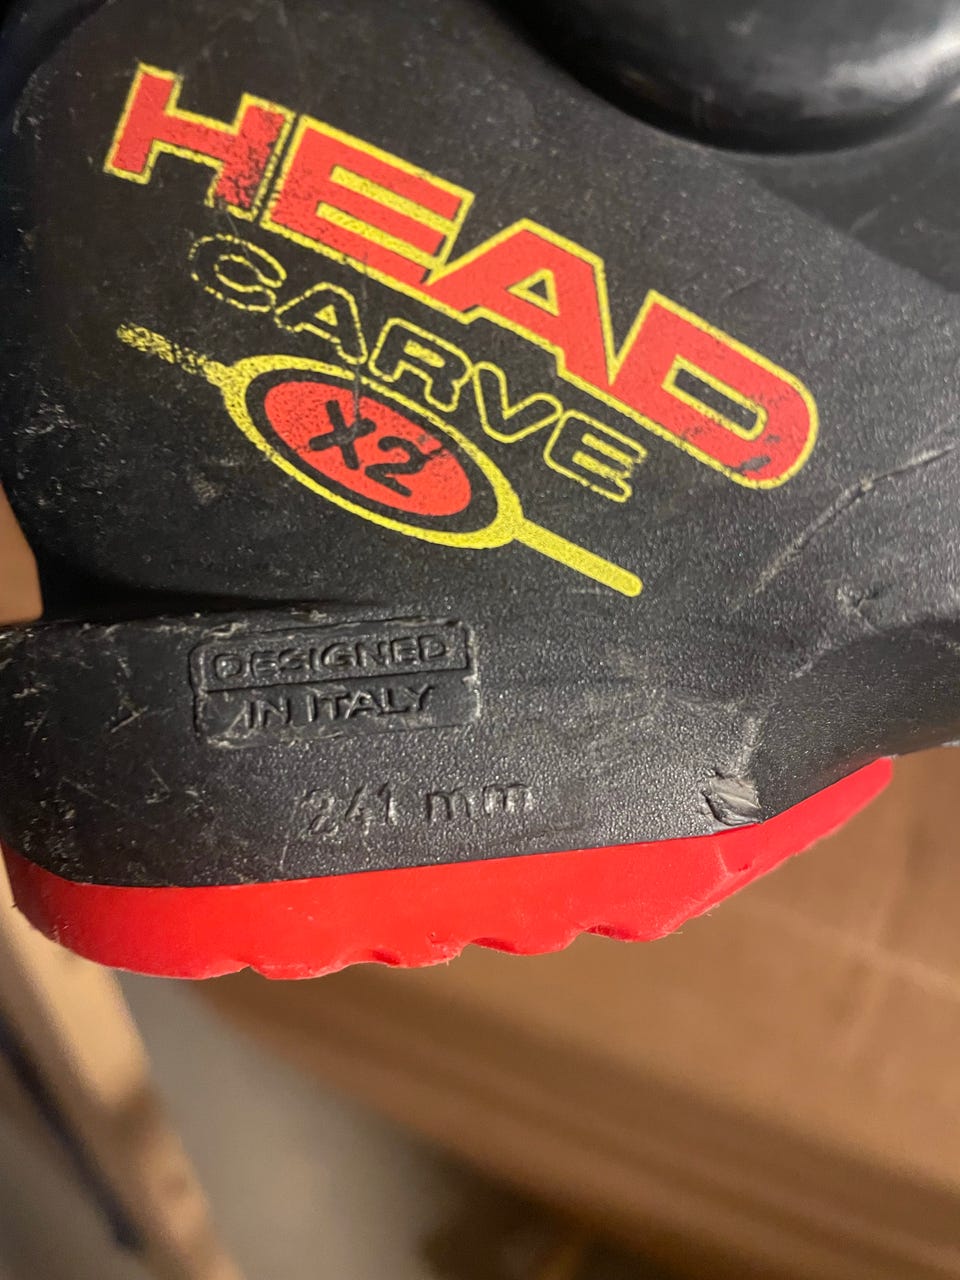 HEAD
CARVE
X2
DESIGNED
IN ITALY
241 mm